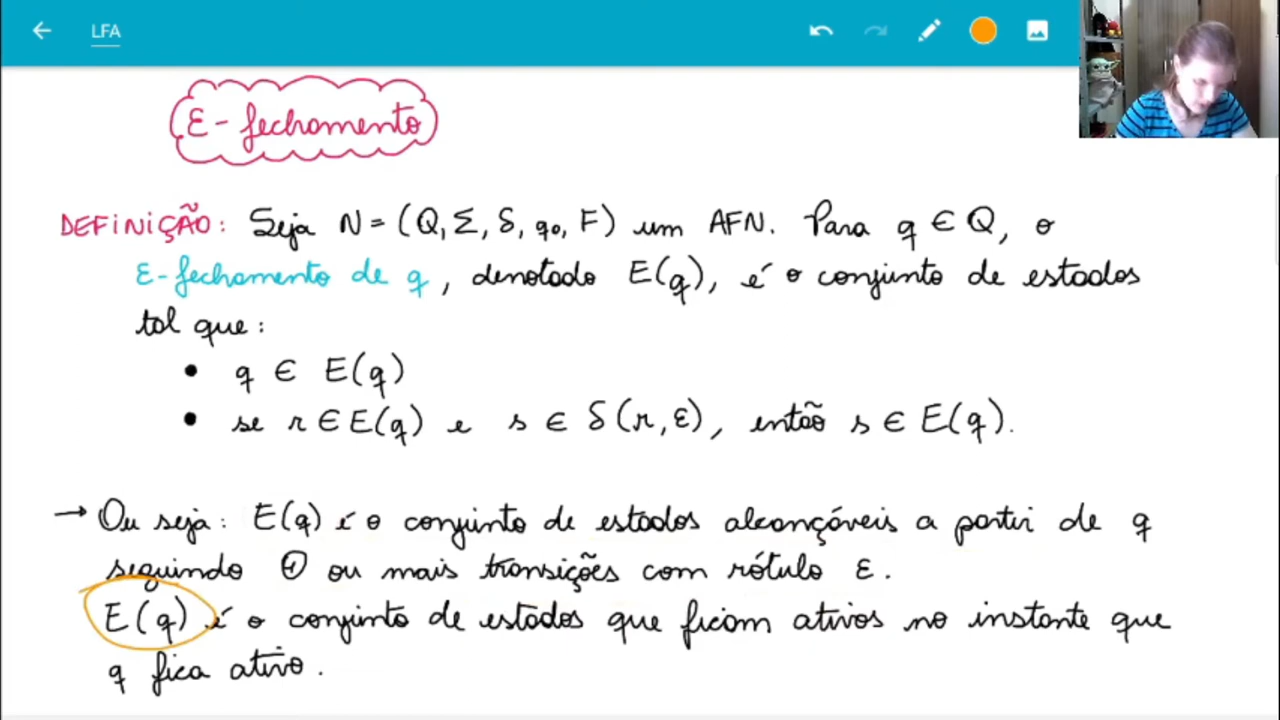 LFA
ε-fechamento
DEFINIÇÃO: Seja N = (Q, Σ, δ, q₀, F) um AFN. Para q ∈ Q, o
ε-fechamento de q, denotado E(q), é o conjunto de estados
tal que:
• q ∈ E(q)
• se r ∈ E(q) e s ∈ δ(r, ε), então s ∈ E(q).
→ Ou seja: E(q) é o conjunto de estados alcançáveis a partir de q
seguindo 0 ou mais transições com rótulo ε.
E(q) é o conjunto de estados que ficam ativos no instante que
q fica ativo.